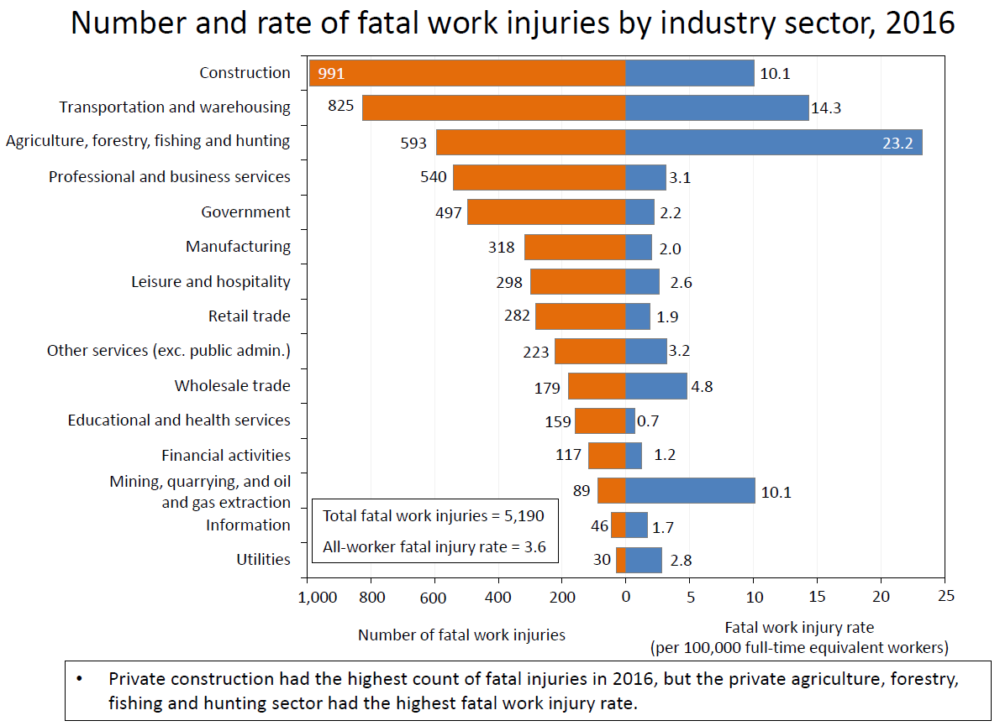 Number and rate of fatal work injuries by industry sector, 2016
Construction 991 10.1
Transportation and warehousing 825 14.3
Agriculture, forestry, fishing and hunting 593 23.2
Professional and business services 540 3.1
Government 497 2.2
Manufacturing 318 2.0
Leisure and hospitality 298 2.6
Retail trade 282 1.9
Other services (exc. public admin.) 223 3.2
Wholesale trade 179 4.8
Educational and health services 159 0.7
Financial activities 117 1.2
Mining, quarrying, and oil
and gas extraction 89 10.1
Information 46 1.7
Utilities 30 2.8
Total fatal work injuries = 5,190
All-worker fatal injury rate = 3.6
1,000 800 600 400 200 0 5 10 15 20 25
Number of fatal work injuries
Fatal work injury rate
(per 100,000 full-time equivalent workers)
• Private construction had the highest count of fatal injuries in 2016, but the private agriculture, forestry,
fishing and hunting sector had the highest fatal work injury rate.